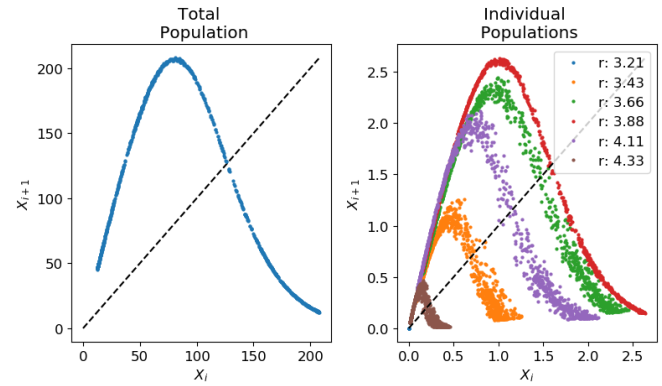 Total
Population
200
150
100
50
0
X_{i+1}
0
50
100
150
200
X_i
Individual
Populations
2.5
2.0
1.5
1.0
0.5
0.0
X_{i+1}
0.0
0.5
1.0
1.5
2.0
2.5
X_i
r: 3.21
r: 3.43
r: 3.66
r: 3.88
r: 4.11
r: 4.33